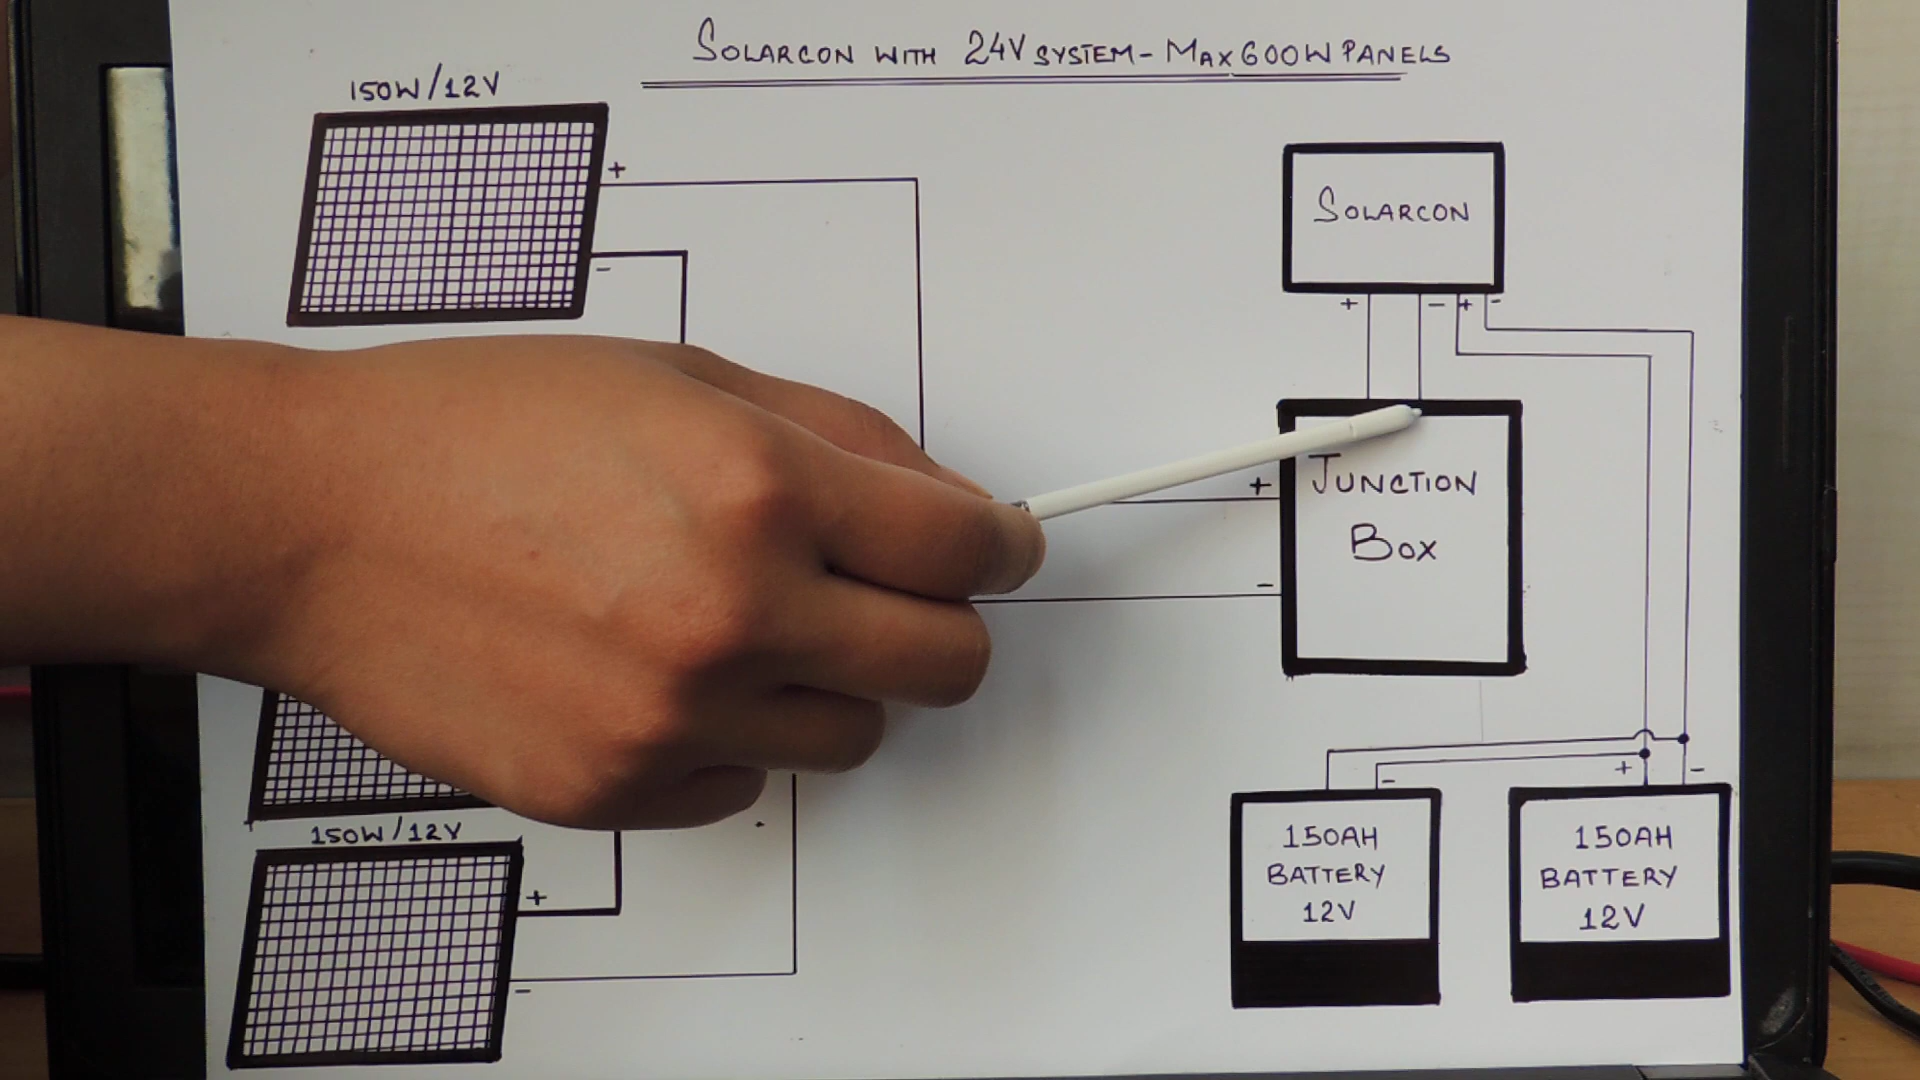 SOLARCON WITH 24V SYSTEM - MAX 600W PANELS
150W/12V
+
-
SOLARCON
+ - + -
JUNCTION
BOX
+
-
150W/12V
+
-
-
+ -
150AH
BATTERY
12V
150AH
BATTERY
12V